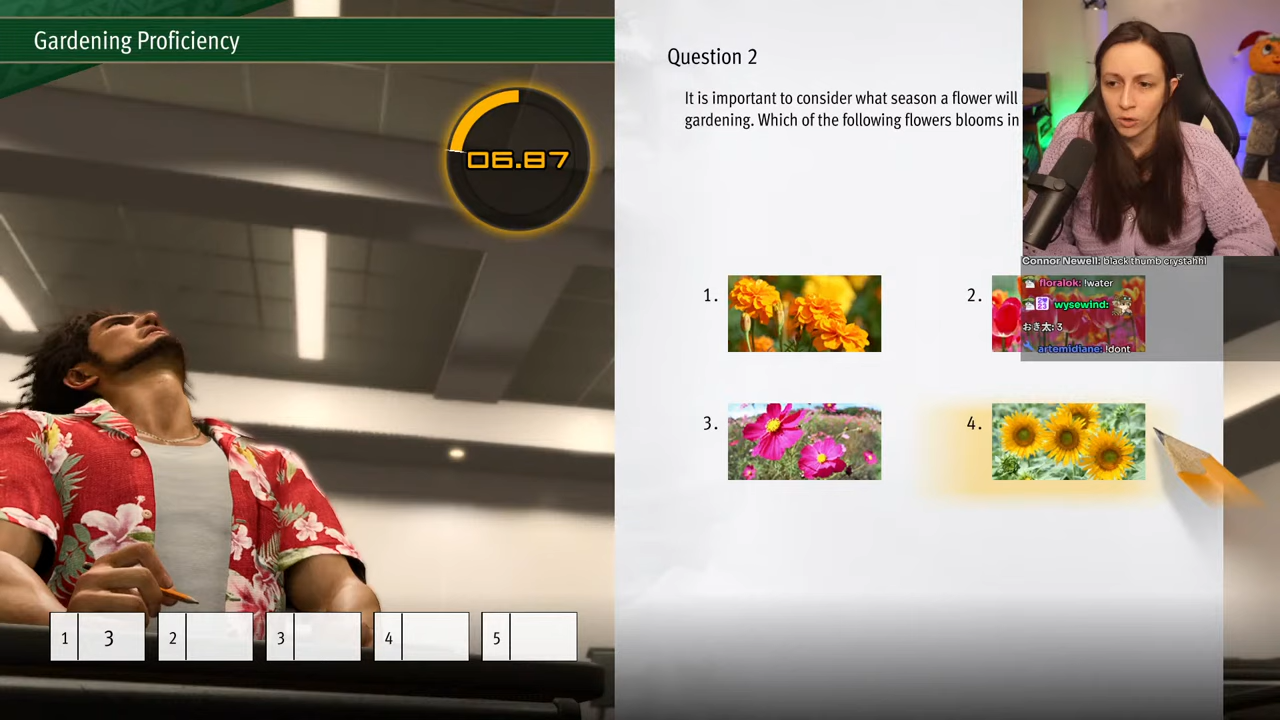 Gardening Proficiency
06.87
Question 2
It is important to consider what season a flower will
gardening. Which of the following flowers blooms in
1.
2.
3.
4.
Connor Newell: black thumb crystahhl
floralok: !water
wysewind:
おき太: 3
artemidiane: !dont
1 3 2 3 4 5